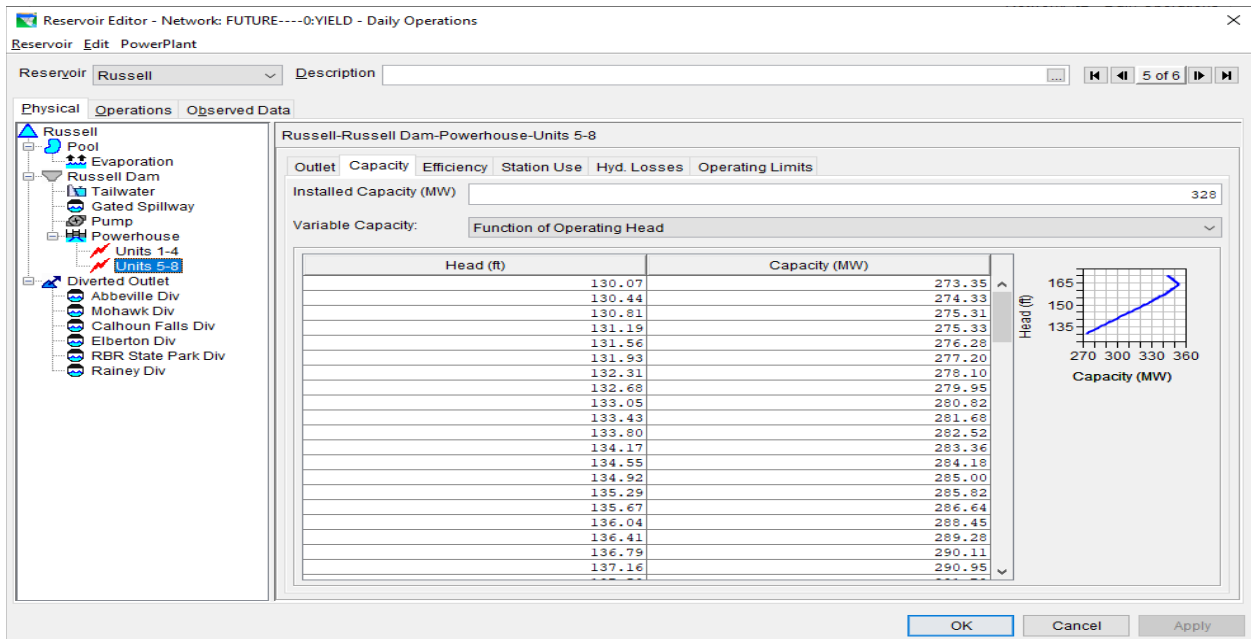 Reservoir Editor - Network: FUTURE----0:YIELD - Daily Operations
Reservoir Edit PowerPlant
Reservoir Russell Description ... 5 of 6
Physical Operations Observed Data
Russell
Pool
Evaporation
Russell Dam
Tailwater
Gated Spillway
Pump
Powerhouse
Units 1-4
Units 5-8
Diverted Outlet
Abbeville Div
Mohawk Div
Calhoun Falls Div
Elberton Div
RBR State Park Div
Rainey Div
Russell-Russell Dam-Powerhouse-Units 5-8
Outlet Capacity Efficiency Station Use Hyd. Losses Operating Limits
Installed Capacity (MW) 328
Variable Capacity: Function of Operating Head
Head (ft) Capacity (MW)
130.07 273.35
130.44 274.33
130.81 275.31
131.19 275.33
131.56 276.28
131.93 277.20
132.31 278.10
132.68 279.95
133.05 280.82
133.43 281.68
133.80 282.52
134.17 283.36
134.55 284.18
134.92 285.00
135.29 285.82
135.67 286.64
136.04 288.45
136.41 289.28
136.79 290.11
137.16 290.95
Head (ft)
165
150
135
270 300 330 360
Capacity (MW)
OK Cancel Apply